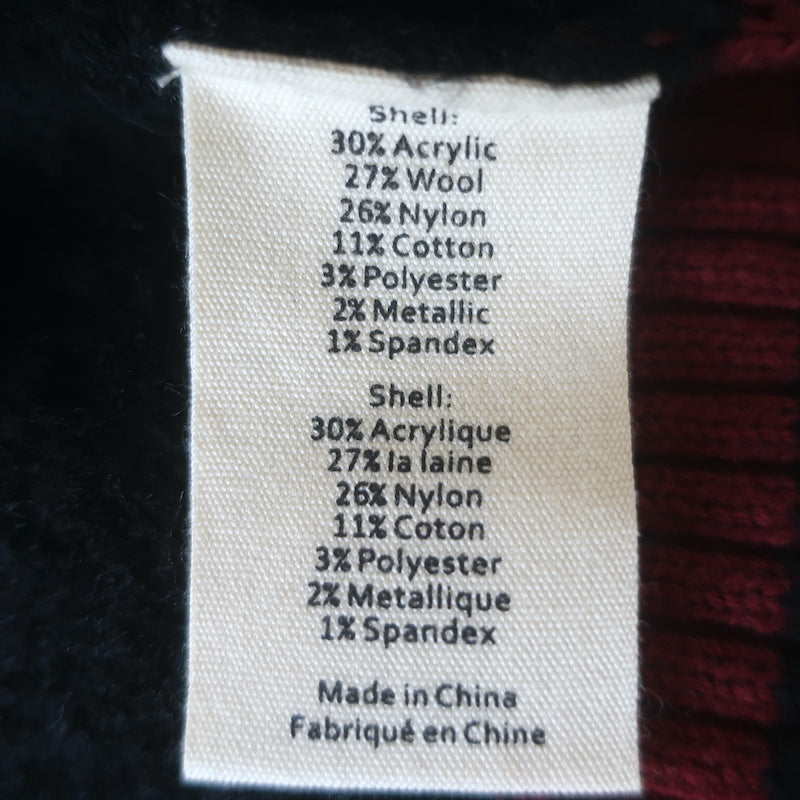 Shell:
30% Acrylic
27% Wool
26% Nylon
11% Cotton
3% Polyester
2% Metallic
1% Spandex
Shell:
30% Acrylique
27% la laine
26% Nylon
11% Coton
3% Polyester
2% Metallique
1% Spandex
Made in China
Fabriqué en Chine